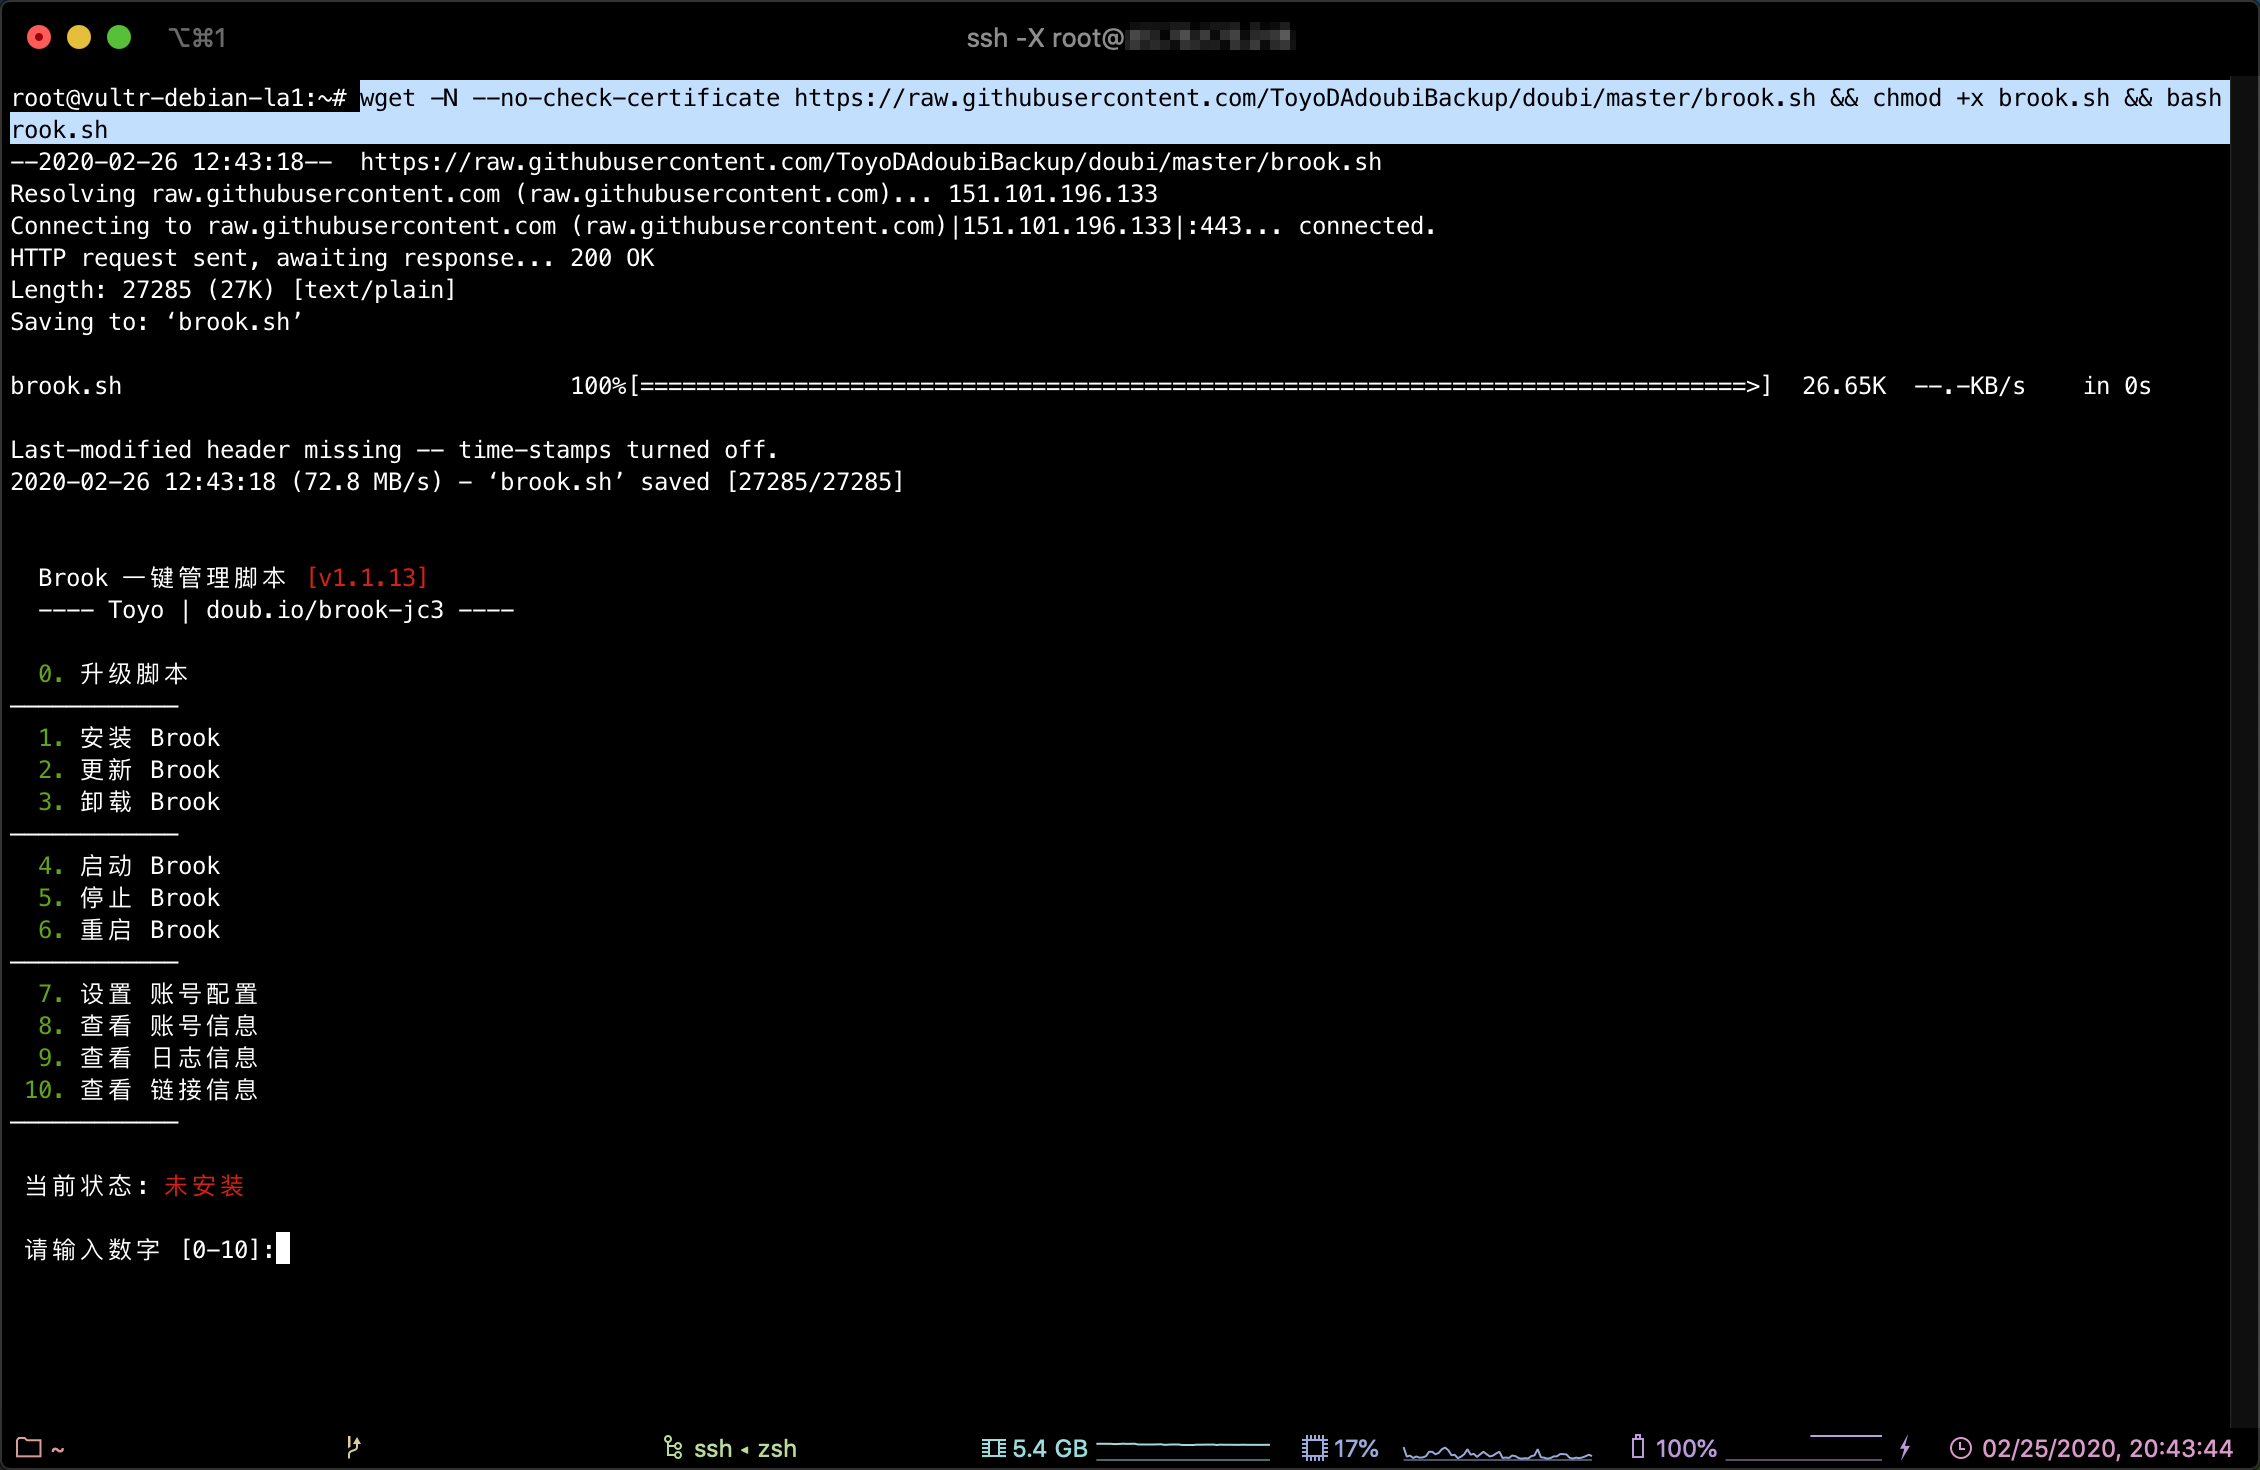 ⌥⌘1
ssh -X root@
root@vultr-debian-la1:~# wget -N --no-check-certificate https://raw.githubusercontent.com/ToyoDAdoubiBackup/doubi/master/brook.sh && chmod +x brook.sh && bash
rook.sh
--2020-02-26 12:43:18--  https://raw.githubusercontent.com/ToyoDAdoubiBackup/doubi/master/brook.sh
Resolving raw.githubusercontent.com (raw.githubusercontent.com)... 151.101.196.133
Connecting to raw.githubusercontent.com (raw.githubusercontent.com)|151.101.196.133|:443... connected.
HTTP request sent, awaiting response... 200 OK
Length: 27285 (27K) [text/plain]
Saving to: ‘brook.sh’
brook.sh 100%[===============================================================================>] 26.65K --.-KB/s in 0s
Last-modified header missing -- time-stamps turned off.
2020-02-26 12:43:18 (72.8 MB/s) - ‘brook.sh’ saved [27285/27285]
Brook 一键管理脚本 [v1.1.13]
---- Toyo | doub.io/brook-jc3 ----
0. 升级脚本
————————————
1. 安装 Brook
2. 更新 Brook
3. 卸载 Brook
————————————
4. 启动 Brook
5. 停止 Brook
6. 重启 Brook
————————————
7. 设置 账号配置
8. 查看 账号信息
9. 查看 日志信息
10. 查看 链接信息
————————————
当前状态: 未安装
请输入数字 [0-10]:
~ ssh ◂ zsh 5.4 GB 17% 100% 02/25/2020, 20:43:44